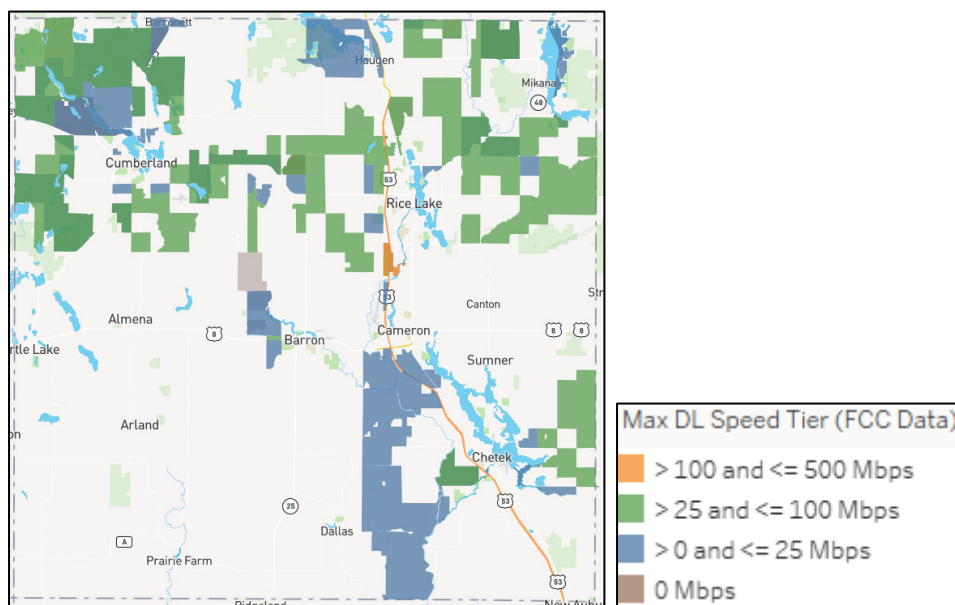 Barronett
Haugen
Mikana
48
Cumberland
53
Rice Lake
53
Canton
Almena
8
Cameron
8
8
Barron
Sumner
Arland
Chetek
53
25
Dallas
A
Prairie Farm
53
Max DL Speed Tier (FCC Data)
> 100 and <= 500 Mbps
> 25 and <= 100 Mbps
> 0 and <= 25 Mbps
0 Mbps